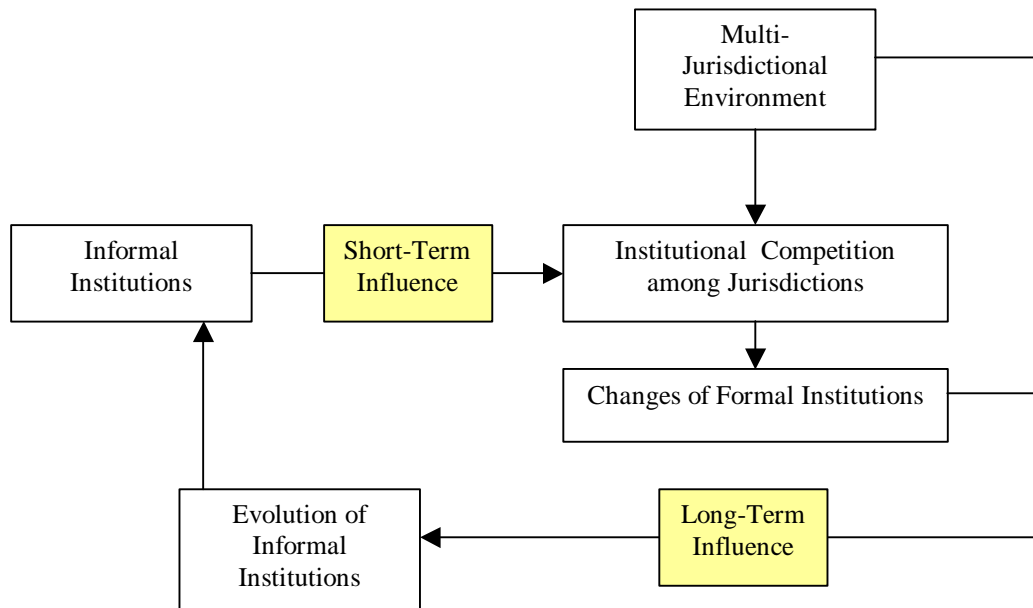 Multi-
Jurisdictional
Environment
Informal
Institutions
Short-Term
Influence
Institutional Competition
among Jurisdictions
Changes of Formal Institutions
Evolution of
Informal
Institutions
Long-Term
Influence